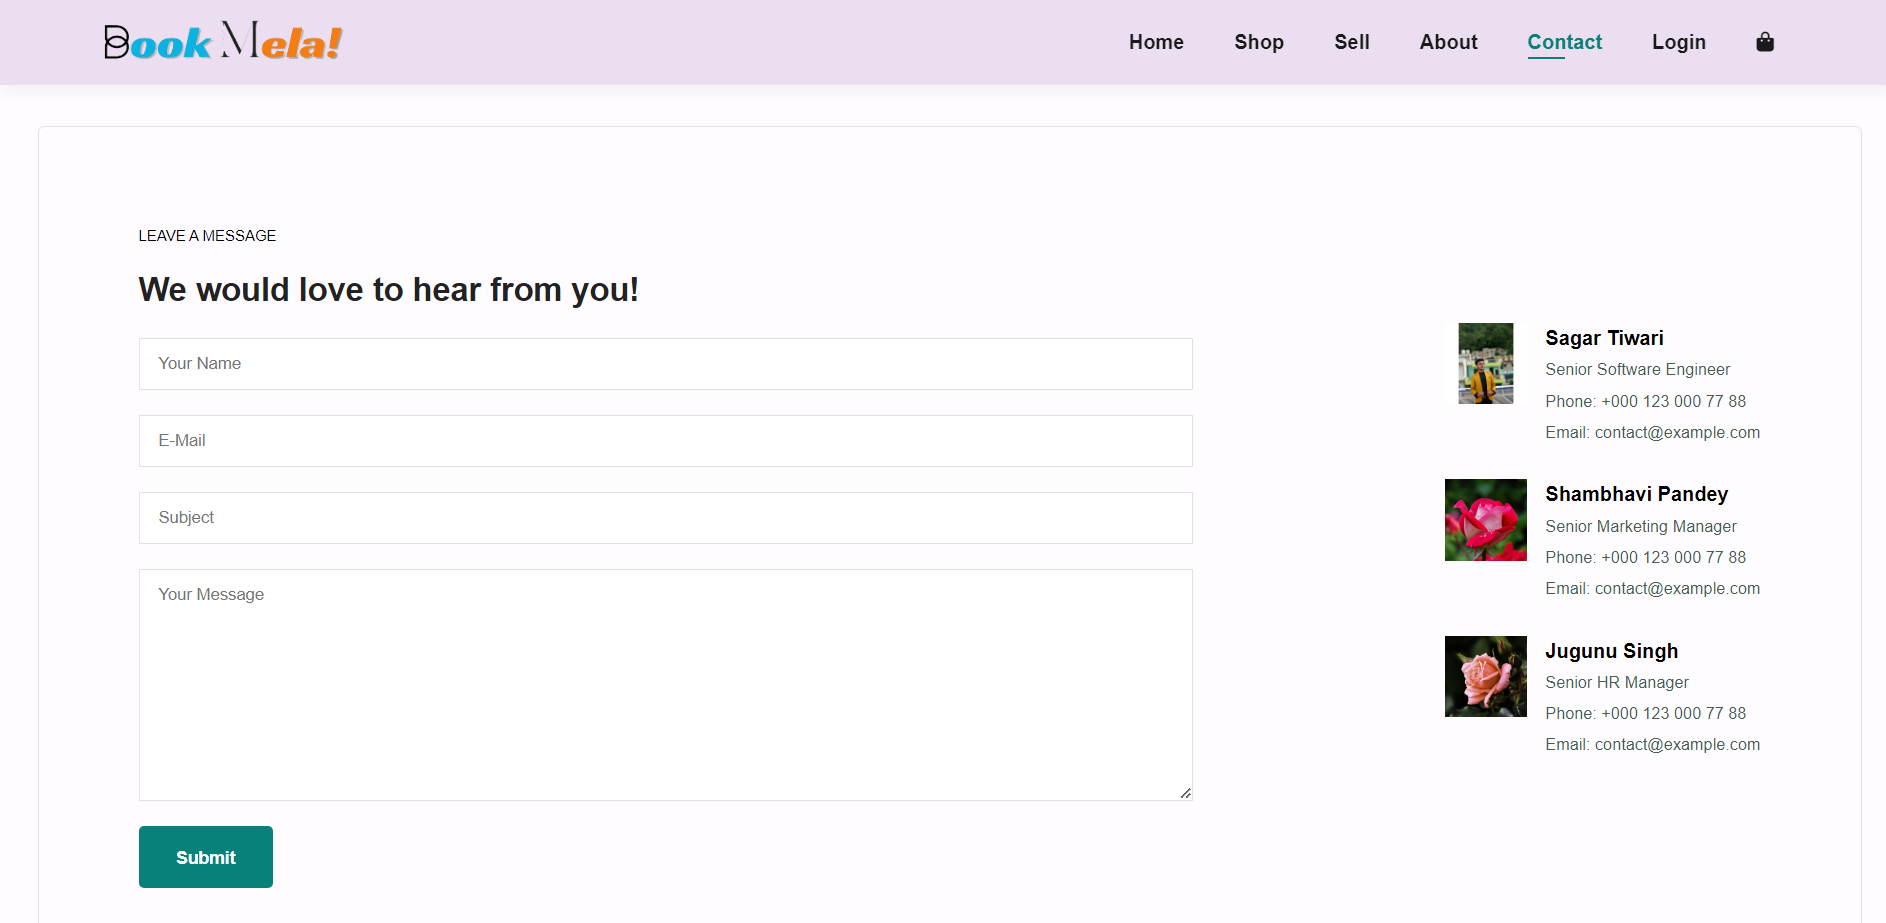 Book Mela!
Home Shop Sell About Contact Login
LEAVE A MESSAGE
We would love to hear from you!
Your Name
E-Mail
Subject
Your Message
Submit
Sagar Tiwari
Senior Software Engineer
Phone: +000 123 000 77 88
Email: contact@example.com
Shambhavi Pandey
Senior Marketing Manager
Phone: +000 123 000 77 88
Email: contact@example.com
Jugunu Singh
Senior HR Manager
Phone: +000 123 000 77 88
Email: contact@example.com